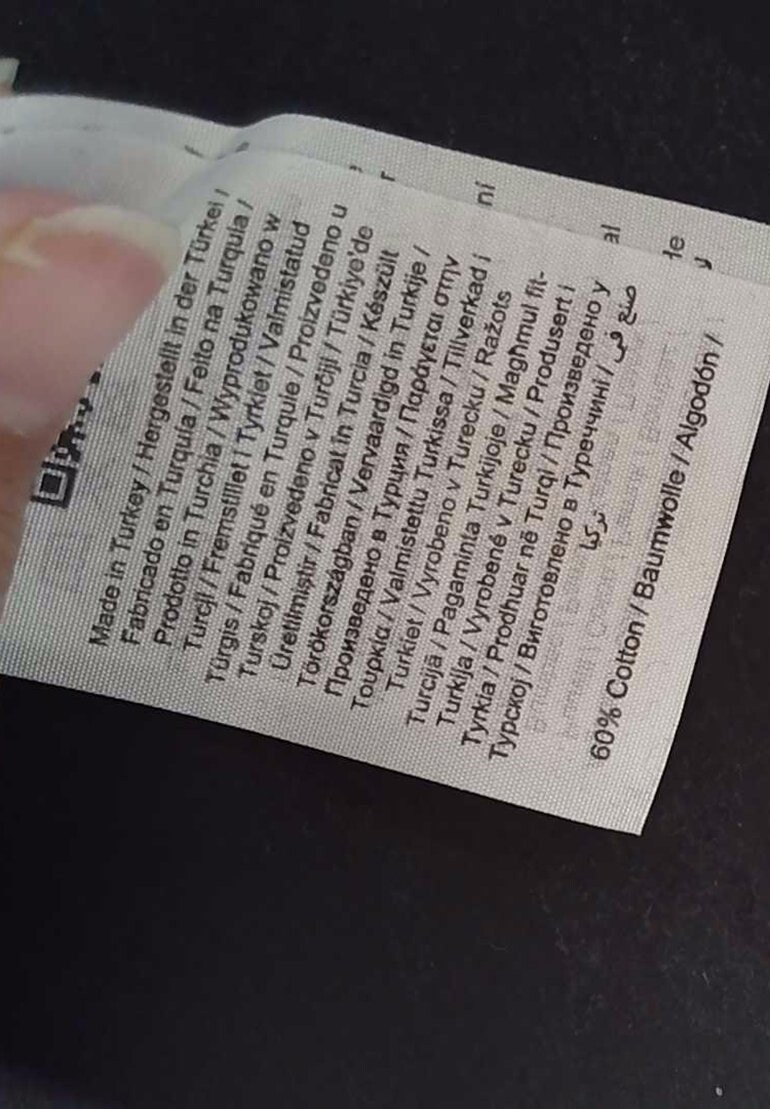 Made in Turkey / Hergestellt in der Türkei /
Fabricado en Turquía / Feito na Turquia /
Prodotto in Turchia / Wyprodukowano w
Turcji / Fremstillet i Tyrkiet / Valmistatud
Türgis / Fabriqué en Turquie / Proizvedeno u
Turskoj / Proizvedeno v Turčiji / Türkiye'de
Üretilmiştir / Fabricat în Turcia / Készült
Törökországban / Vervaardigd in Turkije /
Произведено в Турция / Παράγεται στην
Τουρκία / Valmistettu Turkissa / Tillverkad i
Turkiet / Vyrobeno v Turecku / Ražots
Turcijā / Pagaminta Turkijoje / Magħmul fit-
Turkija / Vyrobené v Turecku / Produsert i
Tyrkia / Prodhuar në Turqi / Произведено у
Турској / Виготовлено в Туреччині / صنع في
تركيا
60% Cotton / Baumwolle / Algodón /